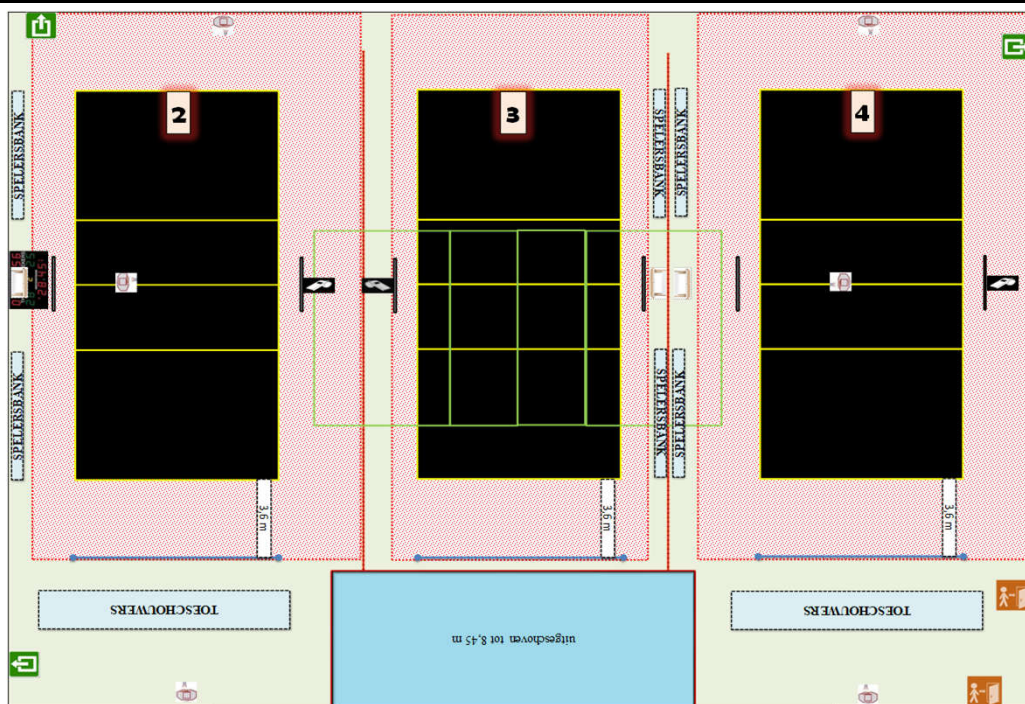 2
3
4
SPELERSBANK
SPELERSBANK
SPELERSBANK
SPELERSBANK
SPELERSBANK
SPELERSBANK
3,6 m
3,6 m
3,6 m
TOESCHOUWERS
TOESCHOUWERS
uitgeschoven tot 8,45 m